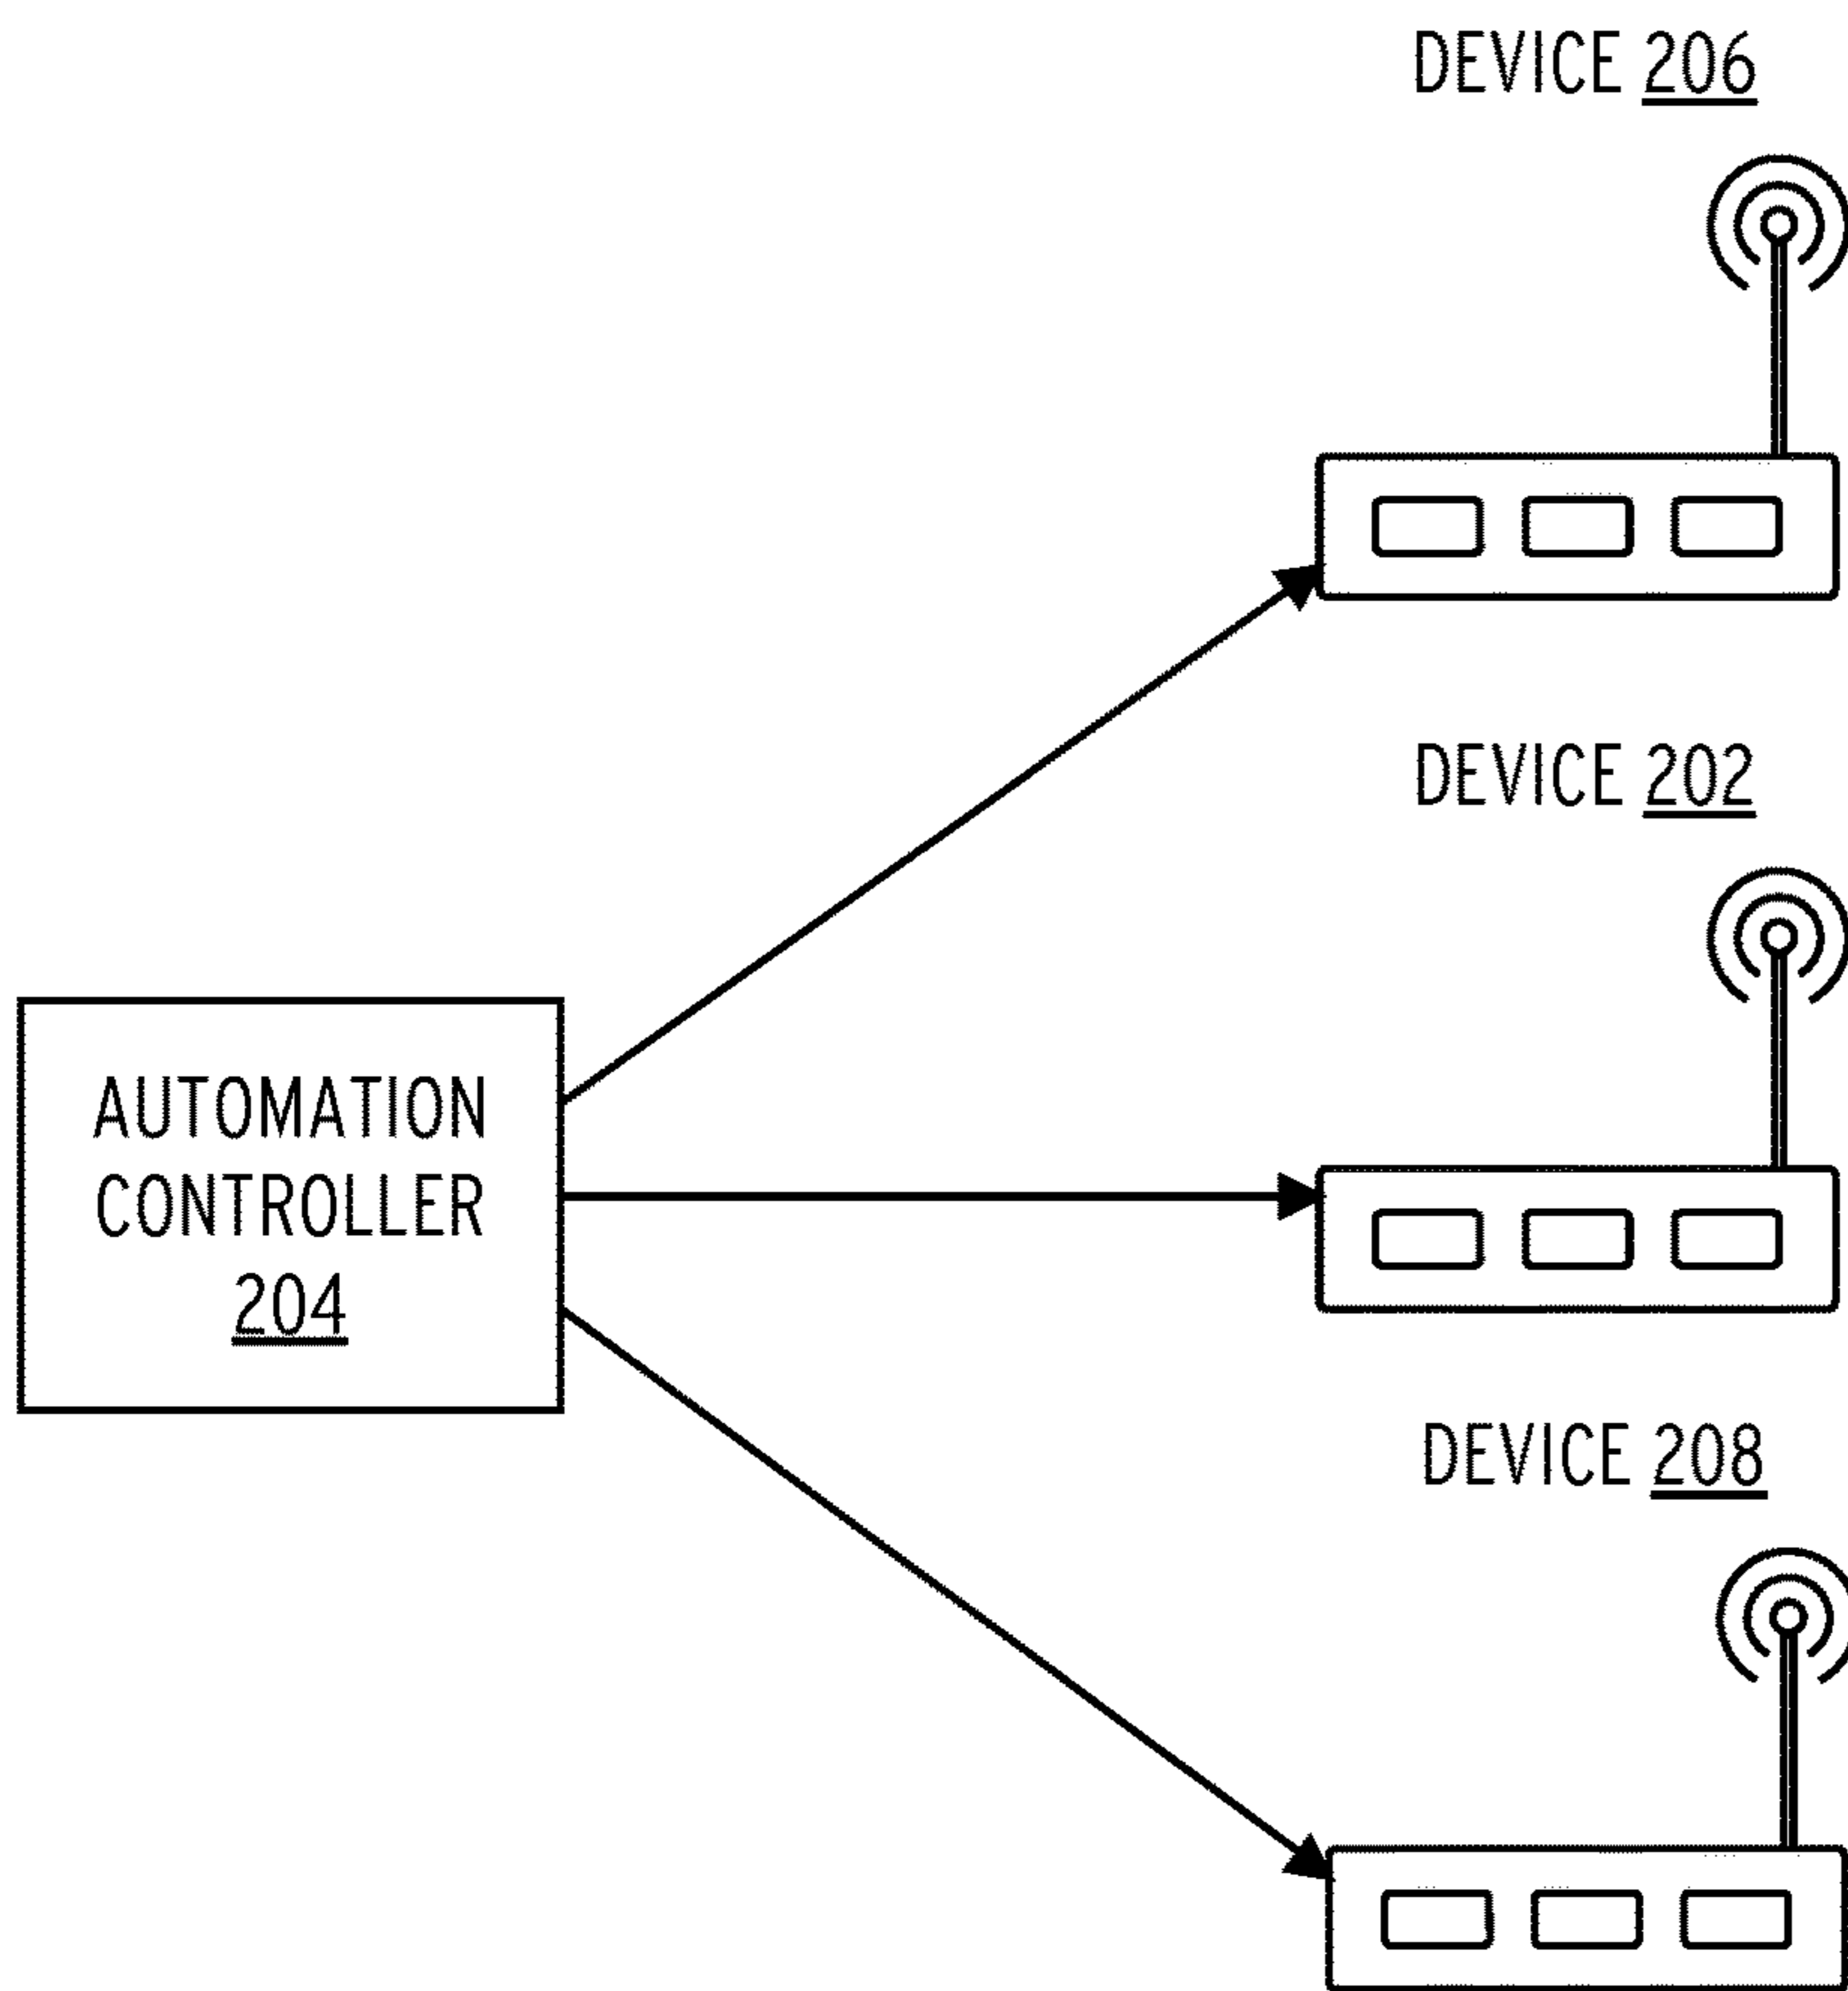 DEVICE 206
DEVICE 202
AUTOMATION
CONTROLLER
204
DEVICE 208